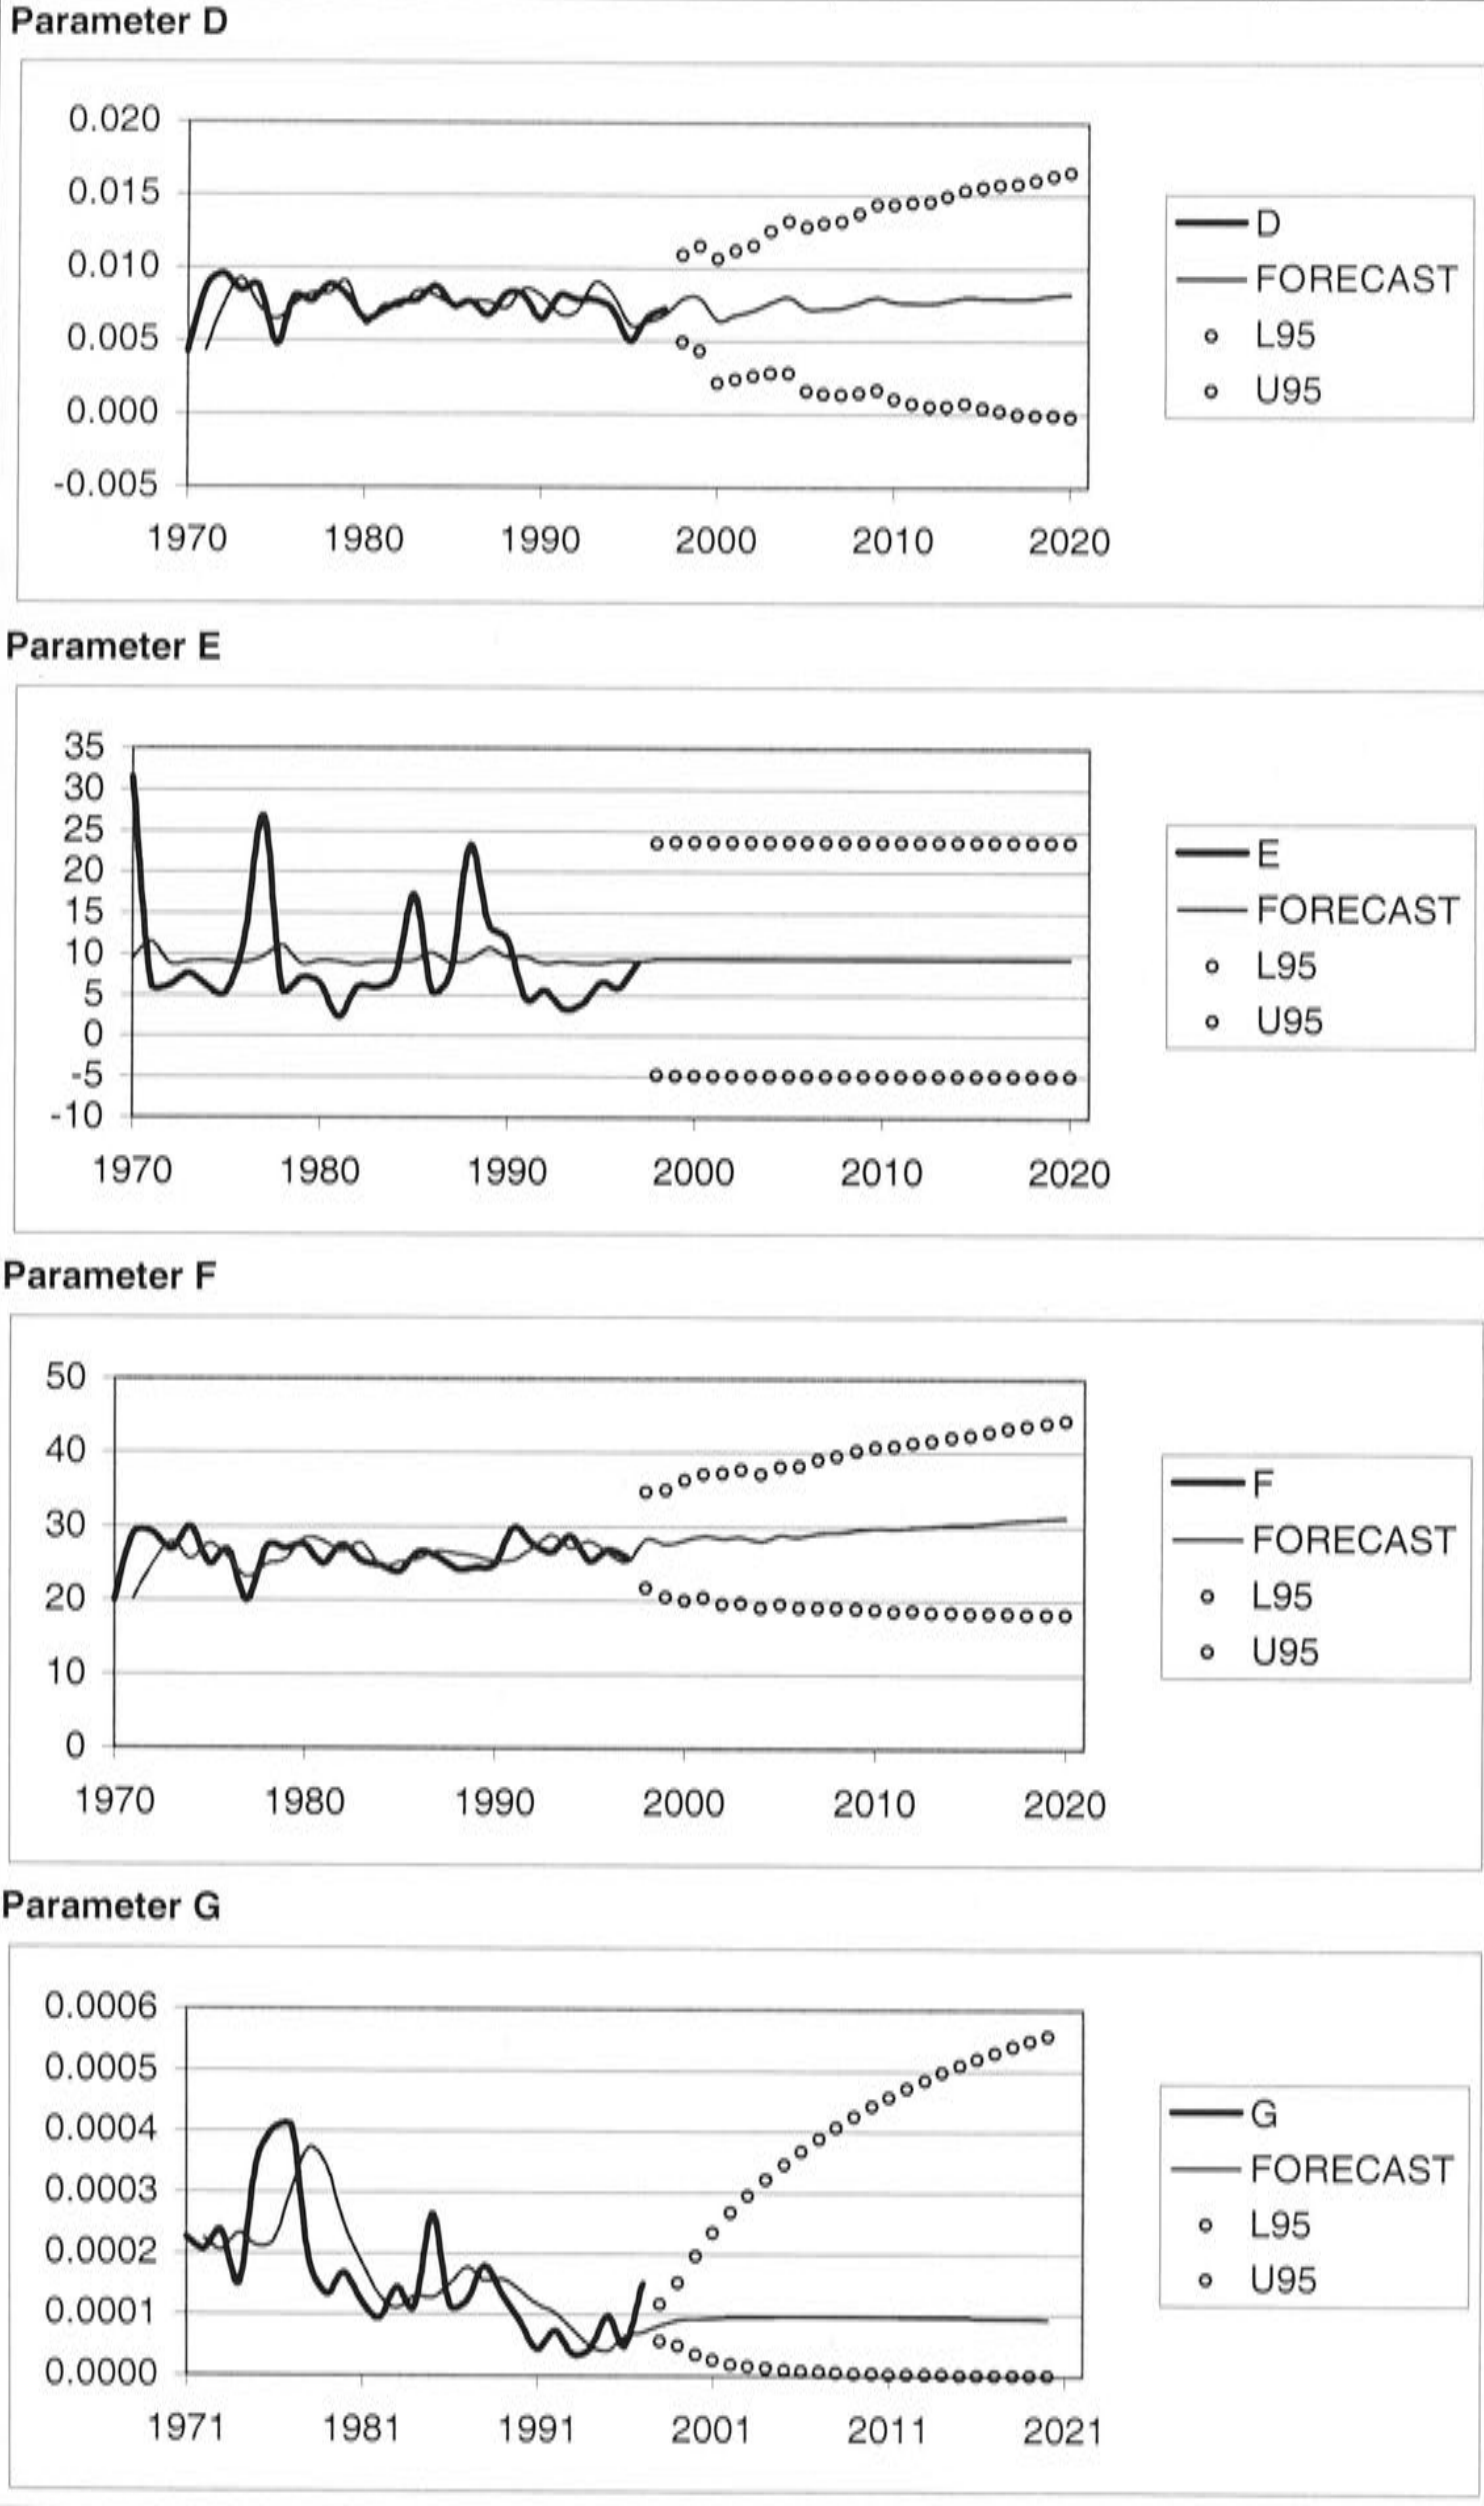 Parameter D
0.020
0.015
0.010
0.005
0.000
-0.005
1970 1980 1990 2000 2010 2020
D
FORECAST
L95
U95
Parameter E
35
30
25
20
15
10
5
0
-5
-10
1970 1980 1990 2000 2010 2020
E
FORECAST
L95
U95
Parameter F
50
40
30
20
10
0
1970 1980 1990 2000 2010 2020
F
FORECAST
L95
U95
Parameter G
0.0006
0.0005
0.0004
0.0003
0.0002
0.0001
0.0000
1971 1981 1991 2001 2011 2021
G
FORECAST
L95
U95